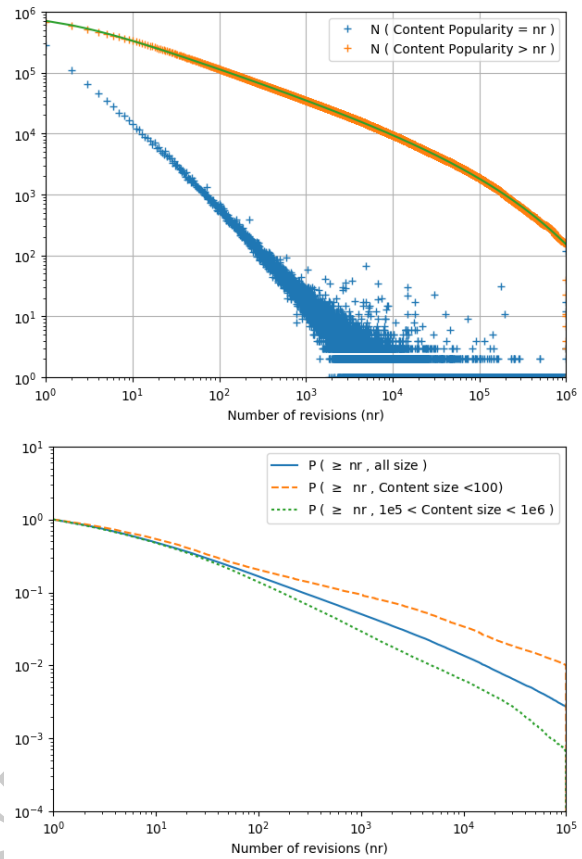 10^6
10^5
10^4
10^3
10^2
10^1
10^0
N ( Content Popularity = nr )
N ( Content Popularity > nr )
10^0 10^1 10^2 10^3 10^4 10^5 10^6
Number of revisions (nr)
10^1
10^0
10^-1
10^-2
10^-3
10^-4
P ( ≥ nr , all size )
P ( ≥ nr , Content size <100)
P ( ≥ nr , 1e5 < Content size < 1e6 )
10^0 10^1 10^2 10^3 10^4 10^5
Number of revisions (nr)